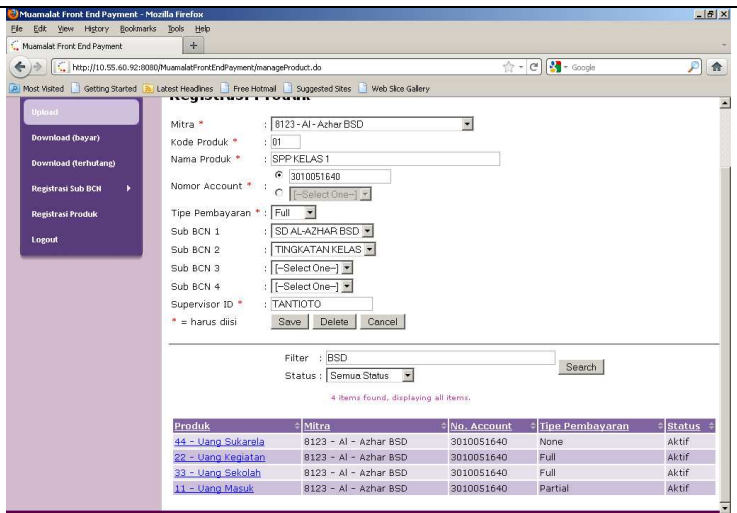 Muamalat Front End Payment - Mozilla Firefox
File Edit View History Bookmarks Tools Help
Muamalat Front End Payment +
http://10.55.60.92:8080/MuamalatFrontEndPayment/manageProduct.do Google
Most Visited Getting Started Latest Headlines Free Hotmail Suggested Sites Web Slice Gallery
Registrasi Produk
Upload
Download (bayar)
Download (terhutang)
Registrasi Sub BCN
Registrasi Produk
Logout
Mitra * : 8123 - Al - Azhar BSD
Kode Produk * : 01
Nama Produk * : SPP KELAS 1
Nomor Account * : 3010051640
[--Select One--]
Tipe Pembayaran * : Full
Sub BCN 1 : SD AL-AZHAR BSD
Sub BCN 2 : TINGKATAN KELAS
Sub BCN 3 : [--Select One--]
Sub BCN 4 : [--Select One--]
Supervisor ID * : TANTIOTO
* = harus diisi Save Delete Cancel
Filter : BSD
Status : Semua Status Search
4 items found, displaying all items.
Produk Mitra No. Account Tipe Pembayaran Status
44 - Uang Sukarela 8123 - Al - Azhar BSD 3010051640 None Aktif
22 - Uang Kegiatan 8123 - Al - Azhar BSD 3010051640 Full Aktif
33 - Uang Sekolah 8123 - Al - Azhar BSD 3010051640 Full Aktif
11 - Uang Masuk 8123 - Al - Azhar BSD 3010051640 Partial Aktif